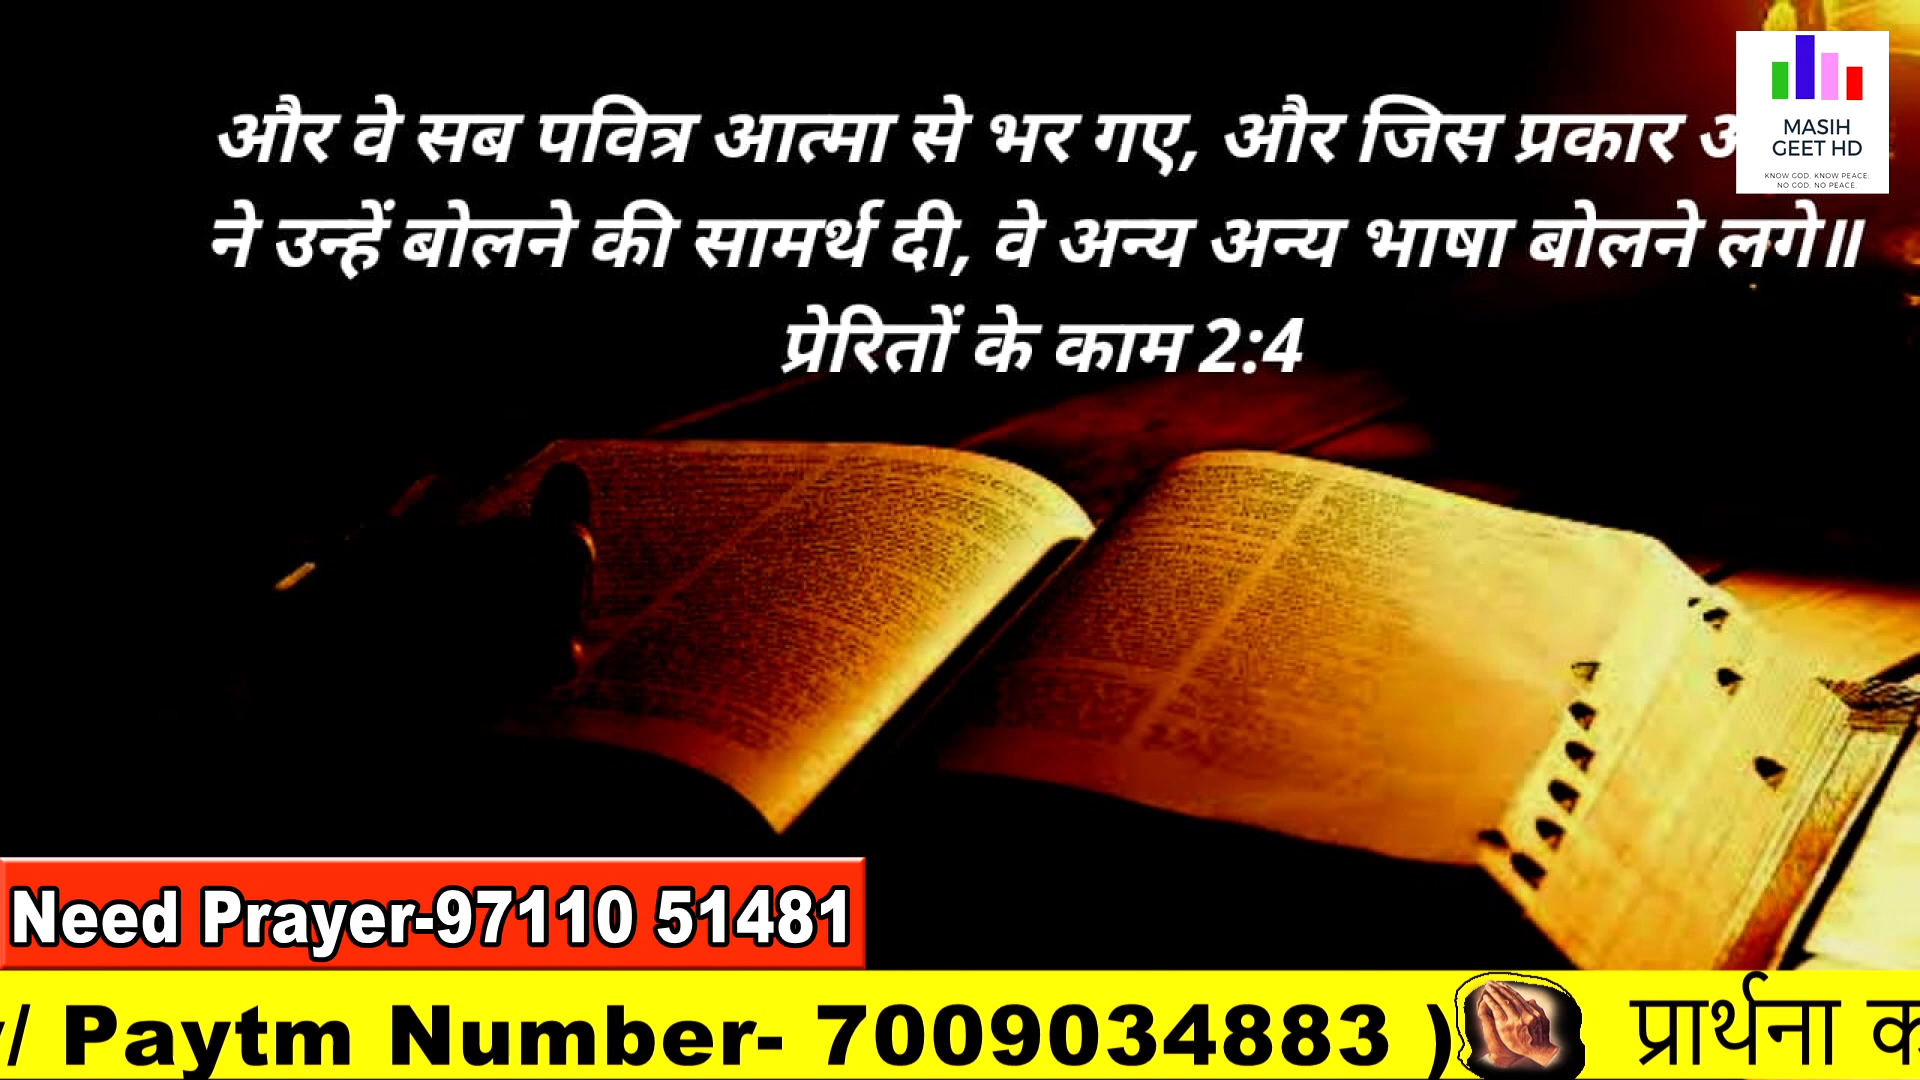 और वे सब पवित्र आत्मा से भर गए, और जिस प्रकार
ने उन्हें बोलने की सामर्थ दी, वे अन्य अन्य भाषा बोलने लगे॥
प्रेरितों के काम 2:4
MASIH
GEET HD
KNOW GOD. KNOW PEACE.
NO GOD. NO PEACE.
Need Prayer-97110 51481
/ Paytm Number- 7009034883 )
प्रार्थना